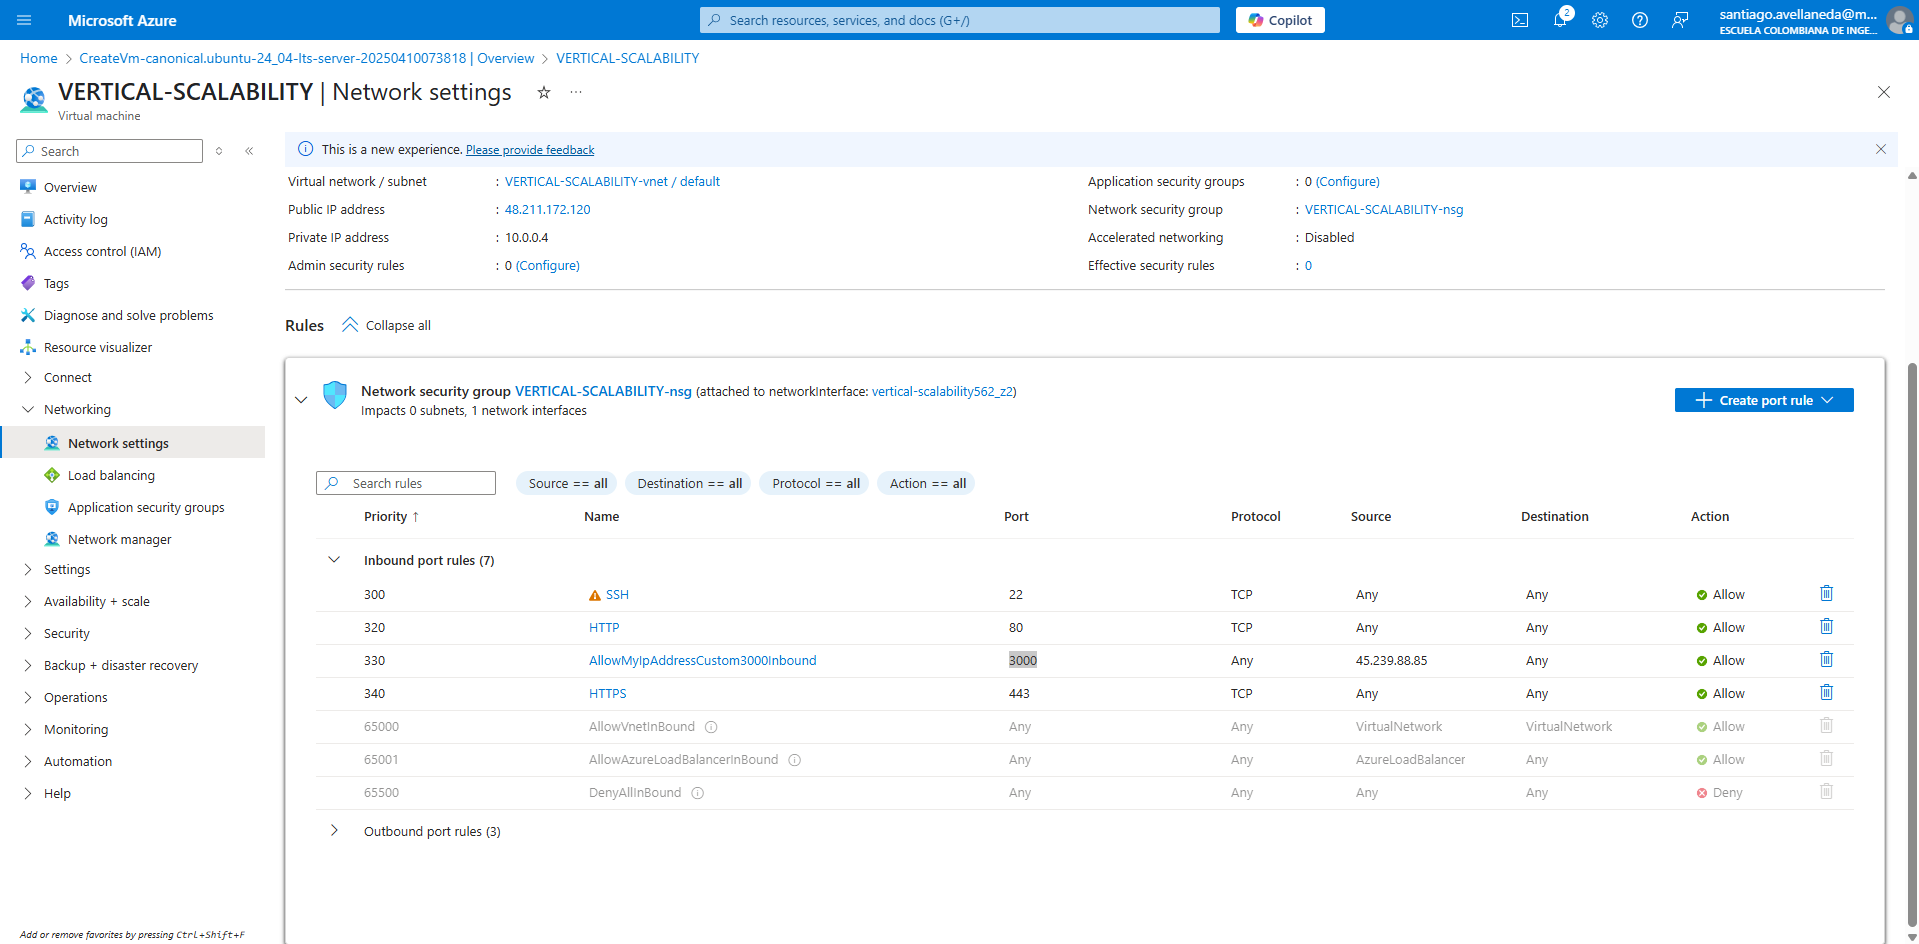 Microsoft Azure
Search resources, services, and docs (G+/)
Copilot
2
santiago.avellaneda@m...
ESCUELA COLOMBIANA DE INGE...
Home > CreateVm-canonical.ubuntu-24_04-lts-server-20250410073818 | Overview > VERTICAL-SCALABILITY
VERTICAL-SCALABILITY | Network settings
Virtual machine
Search
This is a new experience. Please provide feedback
Overview
Activity log
Access control (IAM)
Tags
Diagnose and solve problems
Resource visualizer
Connect
Networking
Network settings
Load balancing
Application security groups
Network manager
Settings
Availability + scale
Security
Backup + disaster recovery
Operations
Monitoring
Automation
Help
Add or remove favorites by pressing Ctrl+Shift+F
Virtual network / subnet : VERTICAL-SCALABILITY-vnet / default
Public IP address : 48.211.172.120
Private IP address : 10.0.0.4
Admin security rules : 0 (Configure)
Application security groups : 0 (Configure)
Network security group : VERTICAL-SCALABILITY-nsg
Accelerated networking : Disabled
Effective security rules : 0
Rules Collapse all
Network security group VERTICAL-SCALABILITY-nsg (attached to networkInterface: vertical-scalability562_z2)
Impacts 0 subnets, 1 network interfaces
Create port rule
Search rules
Source == all Destination == all Protocol == all Action == all
Priority ↑ Name Port Protocol Source Destination Action
Inbound port rules (7)
300 SSH 22 TCP Any Any Allow
320 HTTP 80 TCP Any Any Allow
330 AllowMyIpAddressCustom3000Inbound 3000 Any 45.239.88.85 Any Allow
340 HTTPS 443 TCP Any Any Allow
65000 AllowVnetInBound Any Any VirtualNetwork VirtualNetwork Allow
65001 AllowAzureLoadBalancerInBound Any Any AzureLoadBalancer Any Allow
65500 DenyAllInBound Any Any Any Any Deny
Outbound port rules (3)